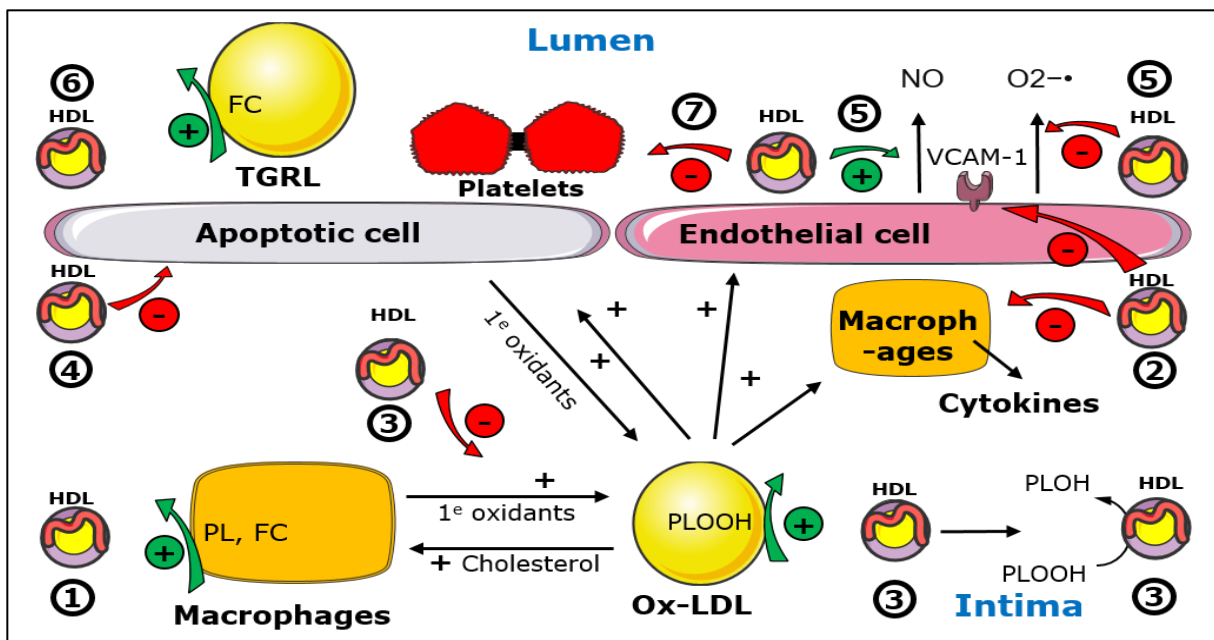 Lumen
⑥
HDL
+
FC
TGRL
Platelets
⑦
-
HDL
⑤
+
NO
O2−•
VCAM-1
⑤
HDL
-
Apoptotic cell
Endothelial cell
-
HDL
-
④
HDL
③
-
1ᵉ oxidants
+
+
+
+
Macroph
-ages
Cytokines
-
HDL
②
HDL
①
+
PL, FC
Macrophages
+
1ᵉ oxidants
+ Cholesterol
PLOOH
+
Ox-LDL
HDL
③
PLOH
PLOOH
HDL
③
Intima